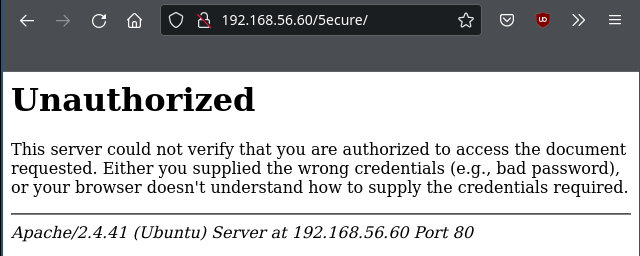 192.168.56.60/5ecure/
Unauthorized
This server could not verify that you are authorized to access the document
requested. Either you supplied the wrong credentials (e.g., bad password),
or your browser doesn't understand how to supply the credentials required.
Apache/2.4.41 (Ubuntu) Server at 192.168.56.60 Port 80